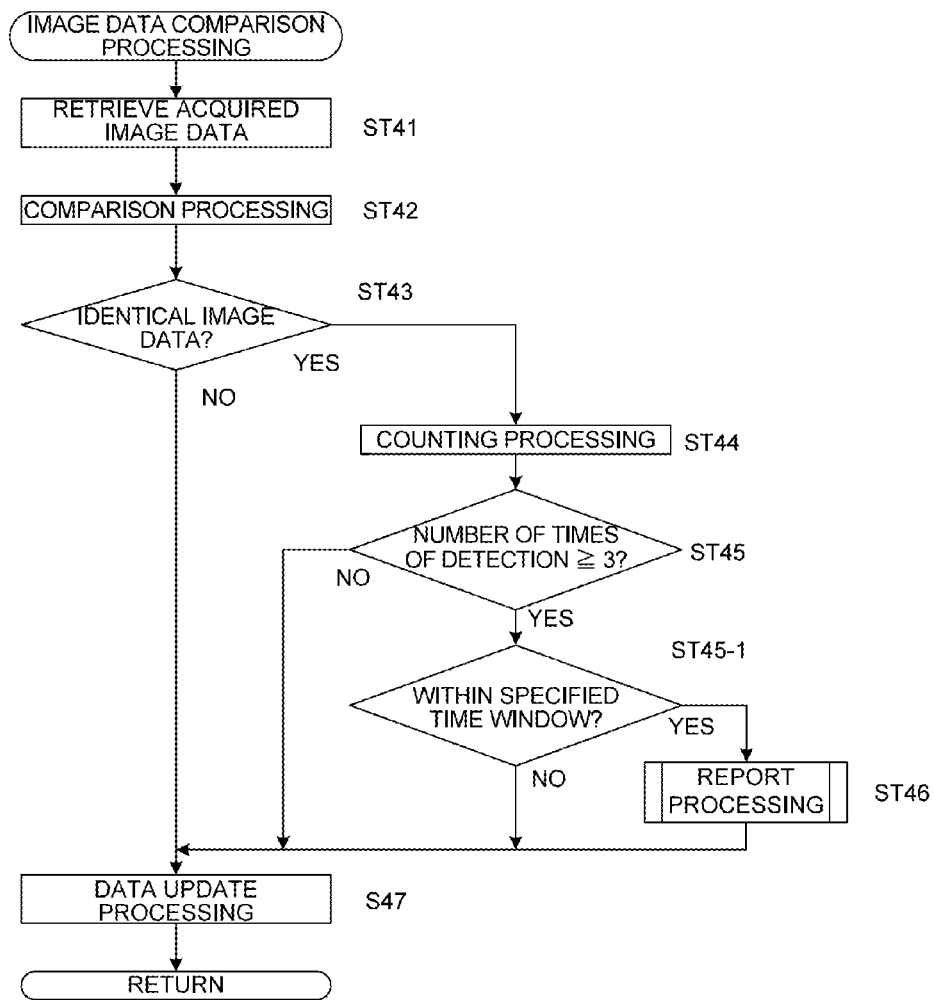 IMAGE DATA COMPARISON
PROCESSING
RETRIEVE ACQUIRED
IMAGE DATA
ST41
COMPARISON PROCESSING
ST42
ST43
IDENTICAL IMAGE
DATA?
YES
NO
COUNTING PROCESSING
ST44
NUMBER OF TIMES
OF DETECTION ≧ 3?
ST45
NO
YES
ST45-1
WITHIN SPECIFIED
TIME WINDOW?
YES
NO
REPORT
PROCESSING
ST46
DATA UPDATE
PROCESSING
S47
RETURN